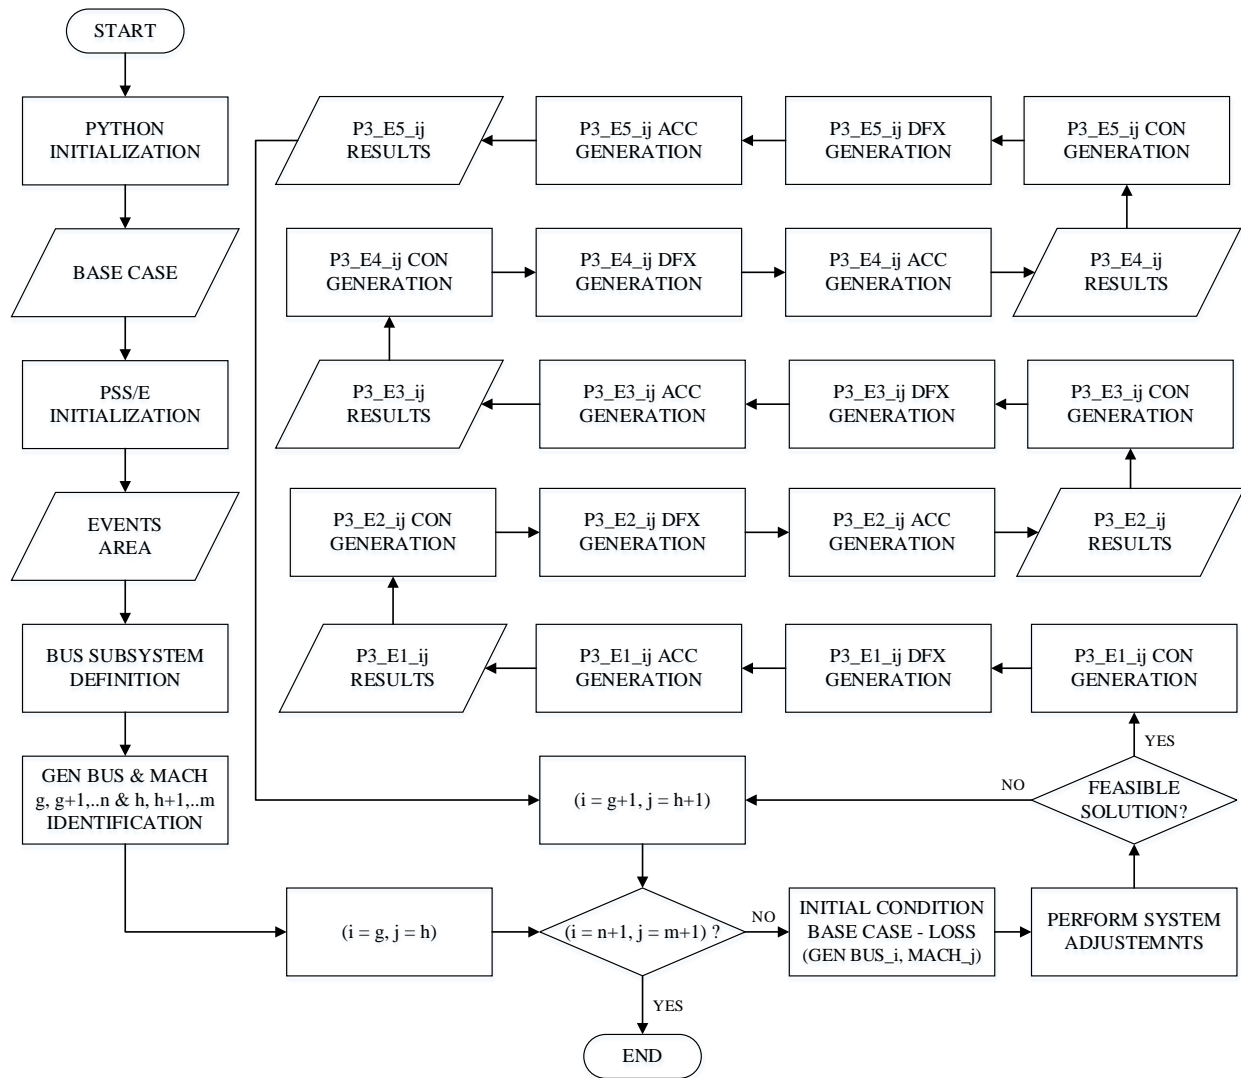 START
PYTHON
INITIALIZATION
BASE CASE
PSS/E
INITIALIZATION
EVENTS
AREA
BUS SUBSYSTEM
DEFINITION
GEN BUS & MACH
g, g+1,..n & h, h+1,..m
IDENTIFICATION
(i = g, j = h)
(i = n+1, j = m+1) ?
YES
END
NO
INITIAL CONDITION
BASE CASE - LOSS
(GEN BUS_i, MACH_j)
PERFORM SYSTEM
ADJUSTEMNTS
FEASIBLE
SOLUTION?
NO
(i = g+1, j = h+1)
YES
P3_E1_ij CON
GENERATION
P3_E1_ij DFX
GENERATION
P3_E1_ij ACC
GENERATION
P3_E1_ij
RESULTS
P3_E2_ij CON
GENERATION
P3_E2_ij DFX
GENERATION
P3_E2_ij ACC
GENERATION
P3_E2_ij
RESULTS
P3_E3_ij CON
GENERATION
P3_E3_ij DFX
GENERATION
P3_E3_ij ACC
GENERATION
P3_E3_ij
RESULTS
P3_E4_ij CON
GENERATION
P3_E4_ij DFX
GENERATION
P3_E4_ij ACC
GENERATION
P3_E4_ij
RESULTS
P3_E5_ij CON
GENERATION
P3_E5_ij DFX
GENERATION
P3_E5_ij ACC
GENERATION
P3_E5_ij
RESULTS